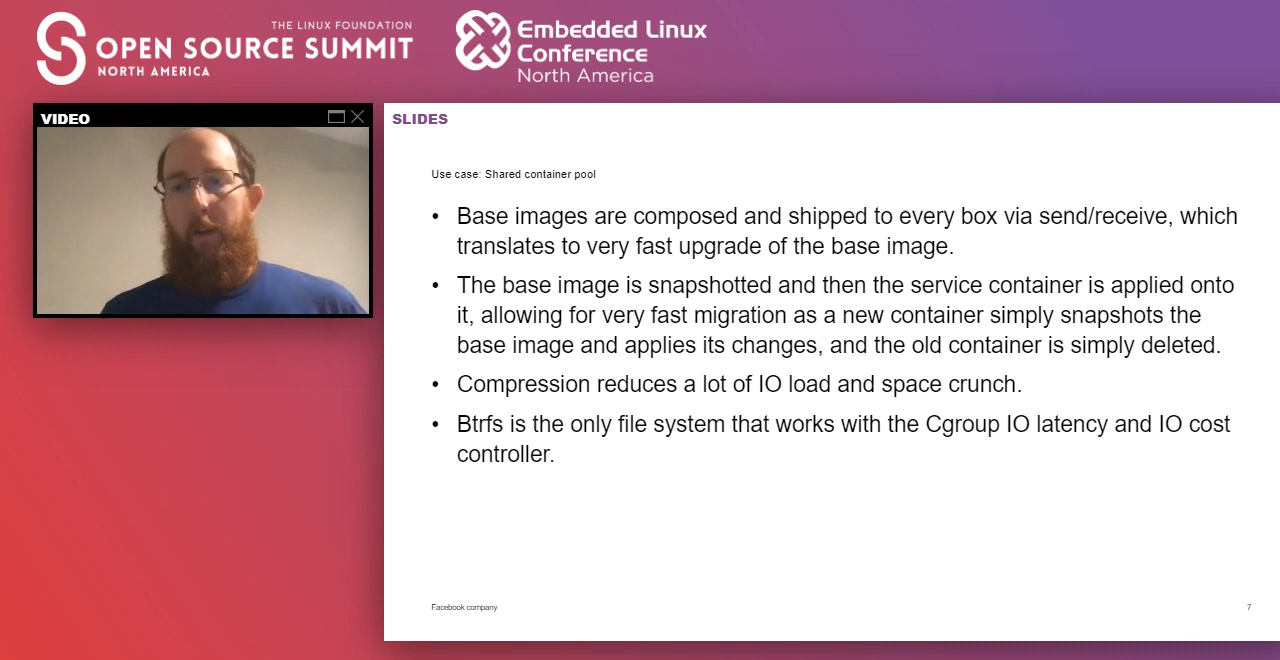 THE LINUX FOUNDATION
OPEN SOURCE SUMMIT
NORTH AMERICA
Embedded Linux
Conference
North America
VIDEO
SLIDES
Use case: Shared container pool
• Base images are composed and shipped to every box via send/receive, which
translates to very fast upgrade of the base image.
• The base image is snapshotted and then the service container is applied onto
it, allowing for very fast migration as a new container simply snapshots the
base image and applies its changes, and the old container is simply deleted.
• Compression reduces a lot of IO load and space crunch.
• Btrfs is the only file system that works with the Cgroup IO latency and IO cost
controller.
Facebook company
7